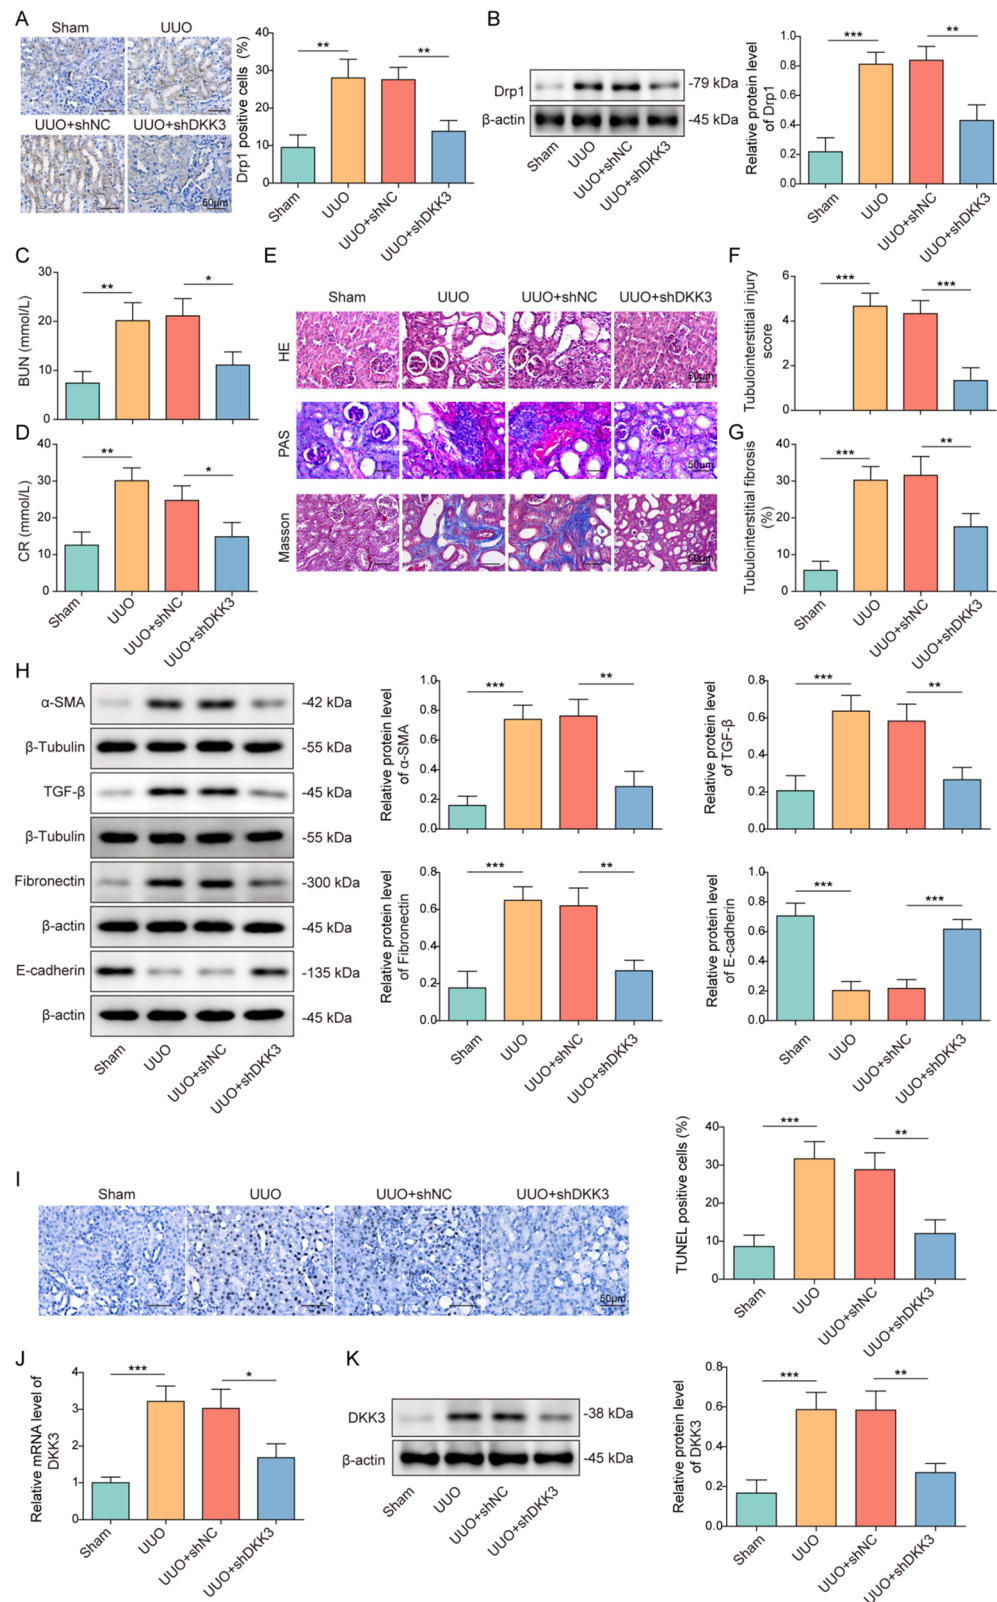 A
Sham
UUO
UUO+shNC
UUO+shDKK3
50μm
Drp1 positive cells (%)
40
30
20
10
0
**
**
Sham
UUO
UUO+shNC
UUO+shDKK3
B
Drp1
-79 kDa
β-actin
-45 kDa
Sham
UUO
UUO+shNC
UUO+shDKK3
Relative protein level
of Drp1
1.0
0.8
0.6
0.4
0.2
0.0
***
**
Sham
UUO
UUO+shNC
UUO+shDKK3
C
BUN (mmol/L)
30
20
10
0
**
*
D
CR (mmol/L)
40
30
20
10
0
**
*
Sham
UUO
UUO+shNC
UUO+shDKK3
E
Sham
UUO
UUO+shNC
UUO+shDKK3
HE
50μm
PAS
50μm
Masson
50μm
F
Tubulointerstitial injury
score
6
4
2
0
***
***
G
Tubulointerstitial fibrosis
(%)
40
30
20
10
0
***
**
Sham
UUO
UUO+shNC
UUO+shDKK3
H
α-SMA
-42 kDa
β-Tubulin
-55 kDa
TGF-β
-45 kDa
β-Tubulin
-55 kDa
Fibronectin
-300 kDa
β-actin
-45 kDa
E-cadherin
-135 kDa
β-actin
-45 kDa
Sham
UUO
UUO+shNC
UUO+shDKK3
Relative protein level
of α-SMA
1.0
0.8
0.6
0.4
0.2
0.0
***
**
Relative protein level
of TGF-β
0.8
0.6
0.4
0.2
0.0
***
**
Relative protein level
of Fibronectin
0.8
0.6
0.4
0.2
0.0
***
**
Sham
UUO
UUO+shNC
UUO+shDKK3
Relative protein level
of E-cadherin
1.0
0.8
0.6
0.4
0.2
0.0
***
***
Sham
UUO
UUO+shNC
UUO+shDKK3
I
Sham
UUO
UUO+shNC
UUO+shDKK3
50μm
TUNEL positive cells (%)
40
30
20
10
0
***
**
Sham
UUO
UUO+shNC
UUO+shDKK3
J
Relative mRNA level of
DKK3
4
3
2
1
0
***
*
Sham
UUO
UUO+shNC
UUO+shDKK3
K
DKK3
-38 kDa
β-actin
-45 kDa
Sham
UUO
UUO+shNC
UUO+shDKK3
Relative protein level
of DKK3
0.8
0.6
0.4
0.2
0.0
***
**
Sham
UUO
UUO+shNC
UUO+shDKK3